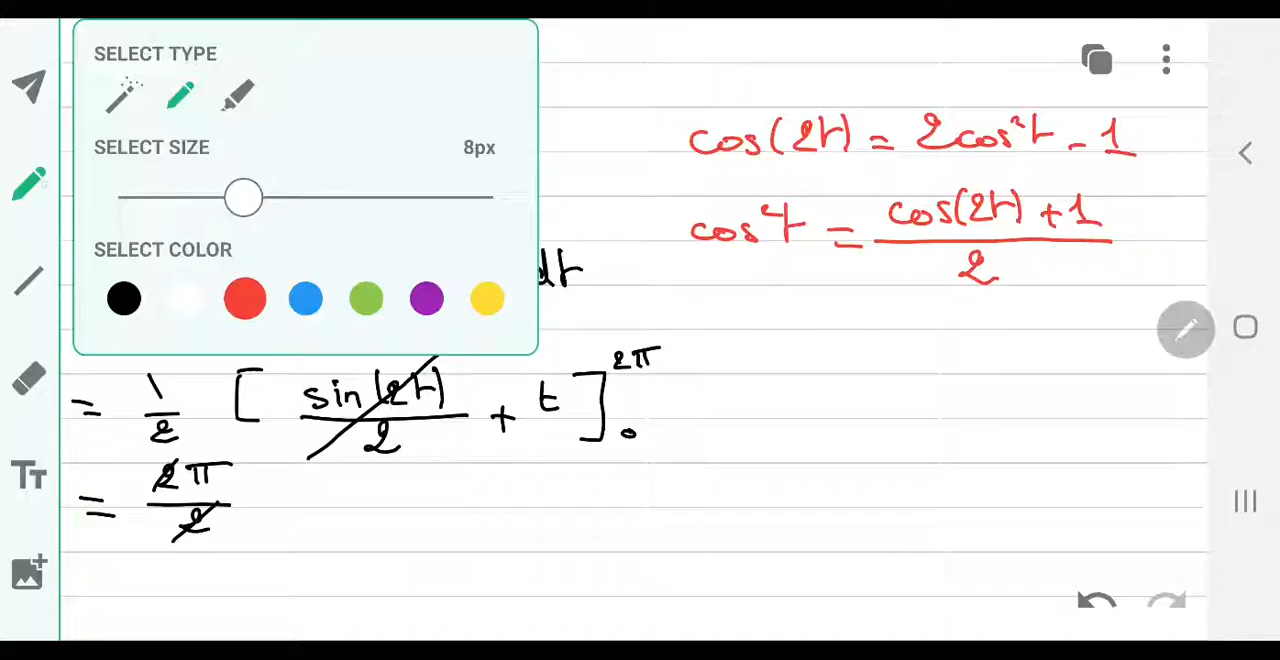 SELECT TYPE
SELECT SIZE 8px
SELECT COLOR
cos(2t) = 2cos²t - 1
cos²t = cos(2t) + 1 / 2
dt
= 1/2 [ sin(2t)/2 + t ]₀^2π
= 2π/2
TT